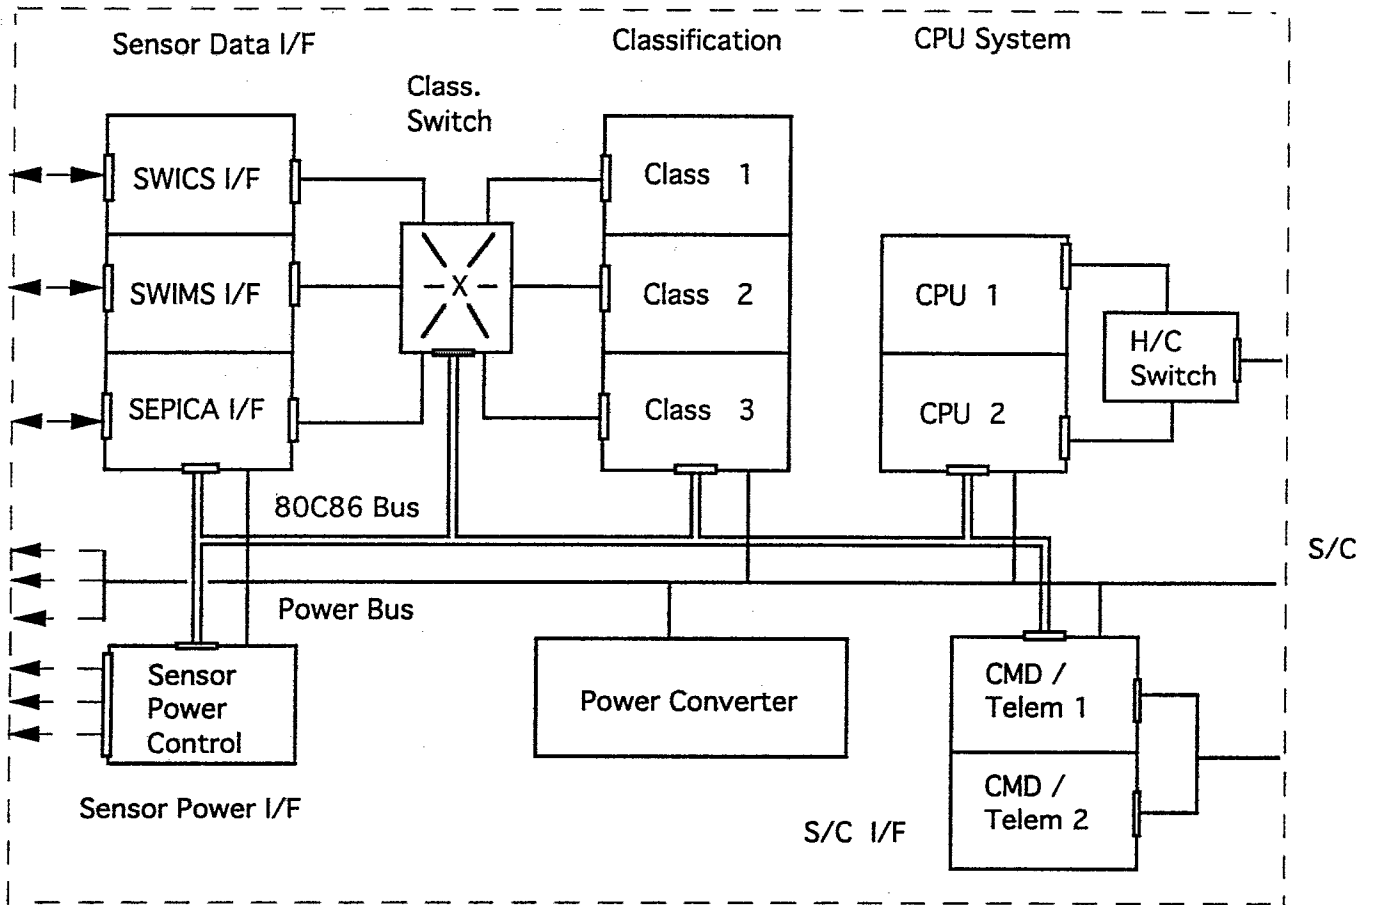 Sensor Data I/F
Classification
CPU System
Class.
Switch
SWICS I/F
Class 1
SWIMS I/F
X
Class 2
CPU 1
H/C
Switch
SEPICA I/F
Class 3
CPU 2
80C86 Bus
S/C
Power Bus
Sensor
Power
Control
Power Converter
CMD /
Telem 1
CMD /
Telem 2
Sensor Power I/F
S/C I/F